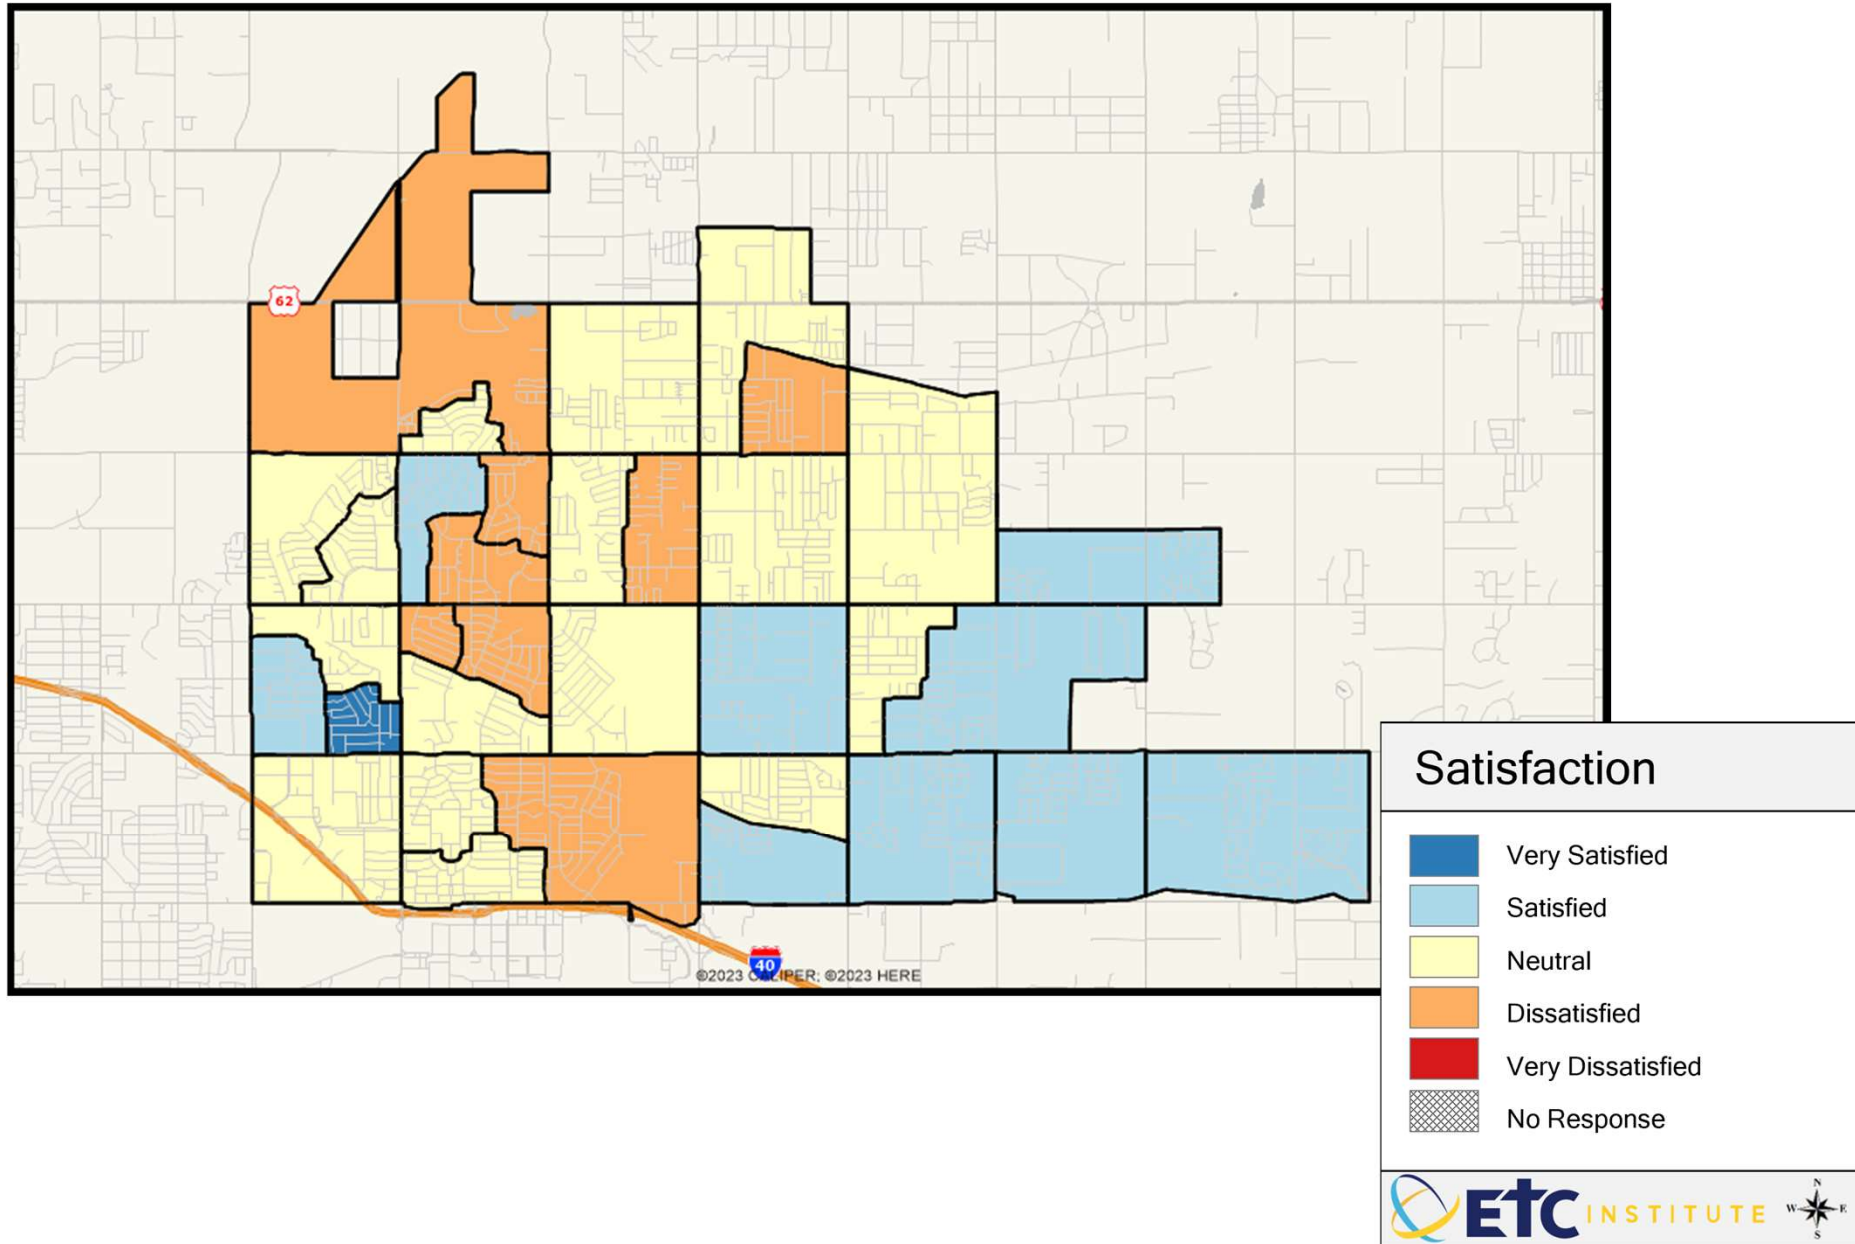 62
40
©2023 CALIPER; ©2023 HERE
Satisfaction
Very Satisfied
Satisfied
Neutral
Dissatisfied
Very Dissatisfied
No Response
ETC INSTITUTE
N
W E
S